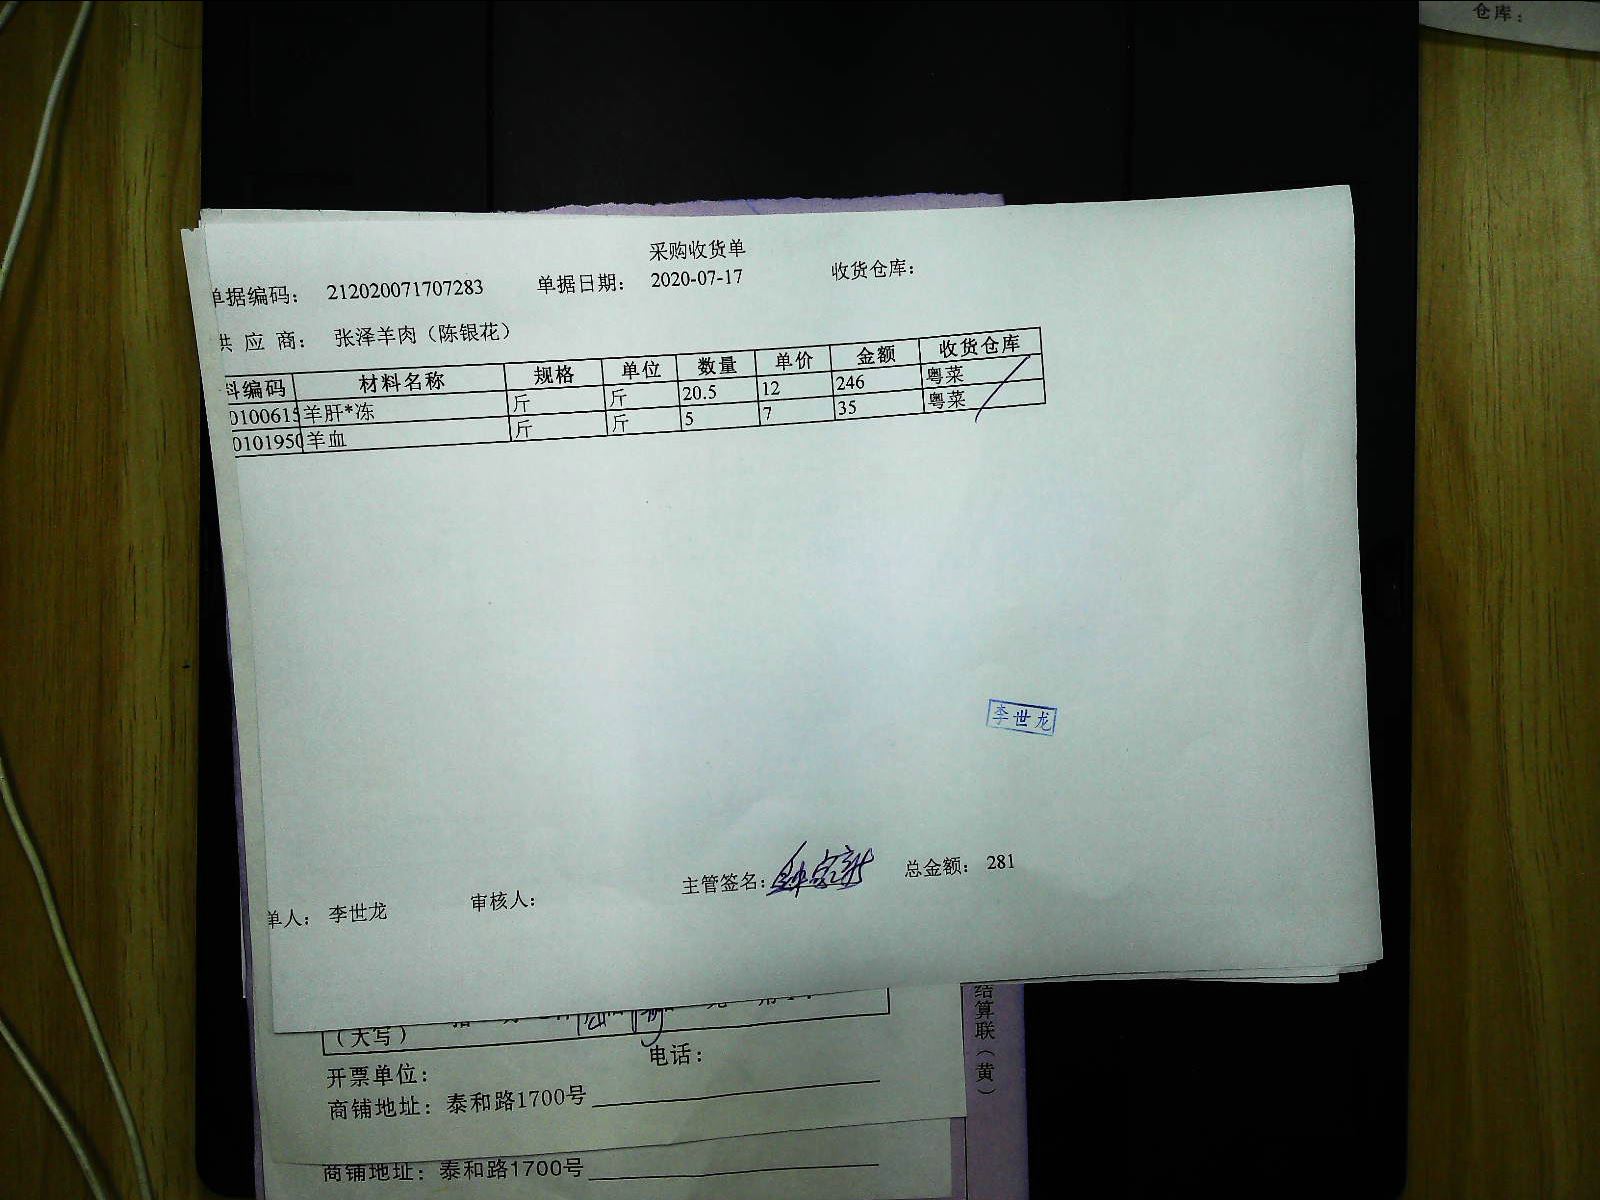 仓库：
采购收货单
单据编码： 212020071707283 单据日期： 2020-07-17 收货仓库：
供 应 商： 张泽羊肉（陈银花）
料编码 材料名称 规格 单位 数量 单价 金额 收货仓库
0100615 羊肝*冻 斤 斤 20.5 12 246 粤菜
0101950 羊血 斤 斤 5 7 35 粤菜
李世龙
单人： 李世龙 审核人： 主管签名： 总金额： 281
（大写）
开票单位： 电话：
商铺地址：泰和路1700号
商铺地址：泰和路1700号
结算联（黄）